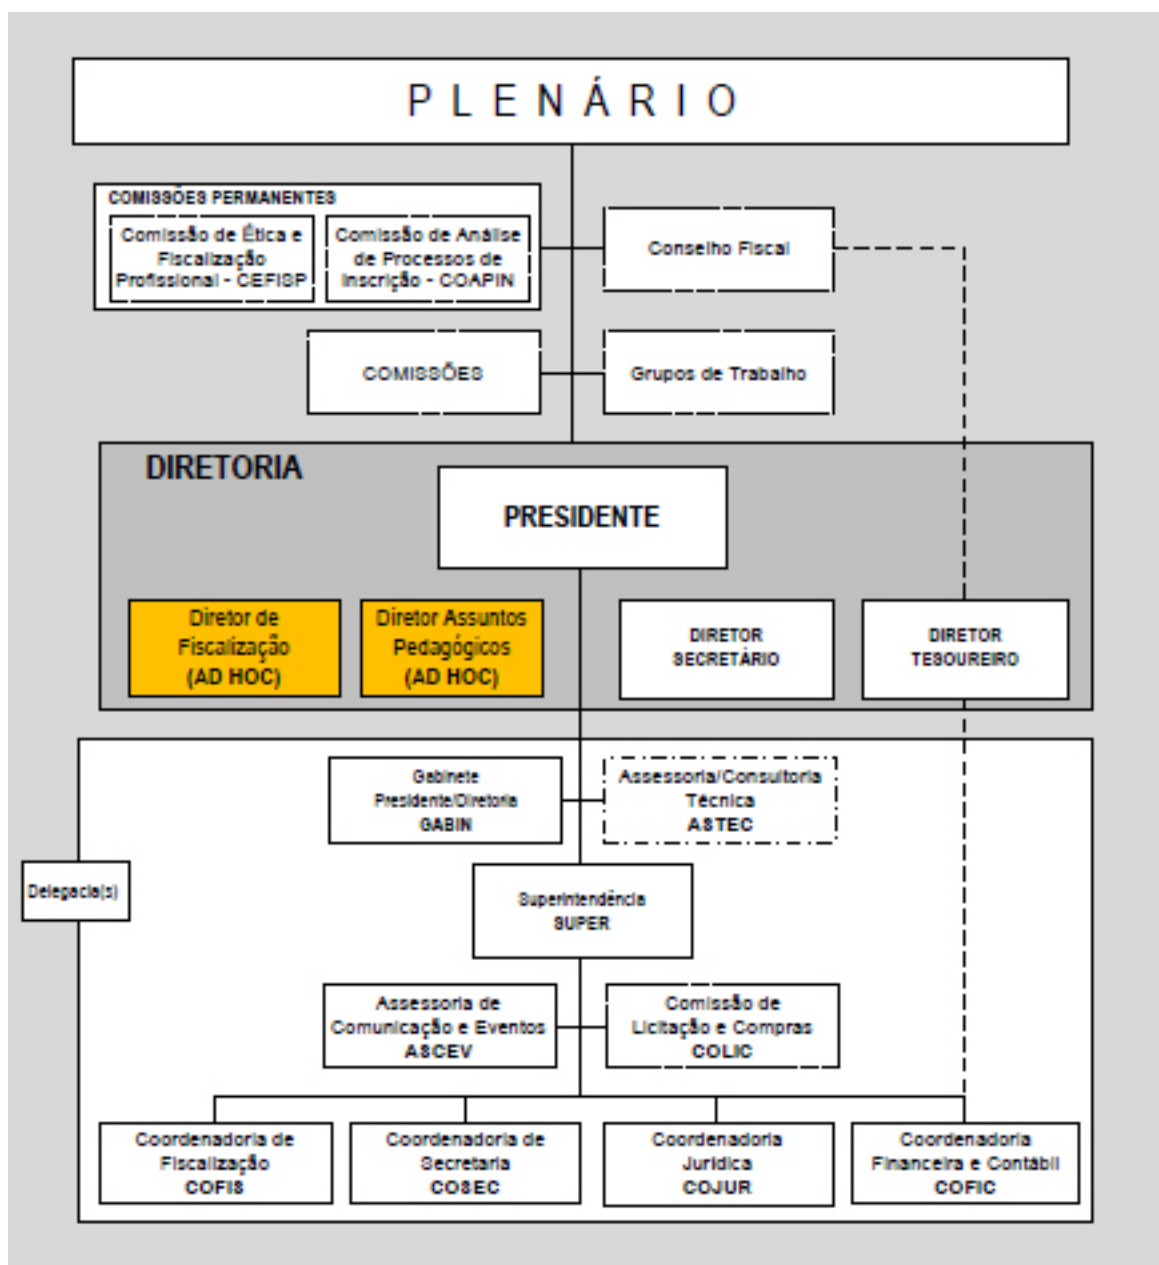 PLENÁRIO
COMISSÕES PERMANENTES
Comissão de Ética e
Fiscalização
Profissional - CEFISP
Comissão de Análise
de Processos de
Inscrição - COAPIN
Conselho Fiscal
COMISSÕES
Grupos de Trabalho
DIRETORIA
PRESIDENTE
Diretor de
Fiscalização
(AD HOC)
Diretor Assuntos
Pedagógicos
(AD HOC)
DIRETOR
SECRETÁRIO
DIRETOR
TESOUREIRO
Gabinete
Presidente/Diretoria
GABIN
Assessoria/Consultoria
Técnica
ASTEC
Delegacia(s)
Superintendência
SUPER
Assessoria de
Comunicação e Eventos
ASCEV
Comissão de
Licitação e Compras
COLIC
Coordenadoria de
Fiscalização
COFIS
Coordenadoria de
Secretaria
COSEC
Coordenadoria
Jurídica
COJUR
Coordenadoria
Financeira e Contábil
COFIC